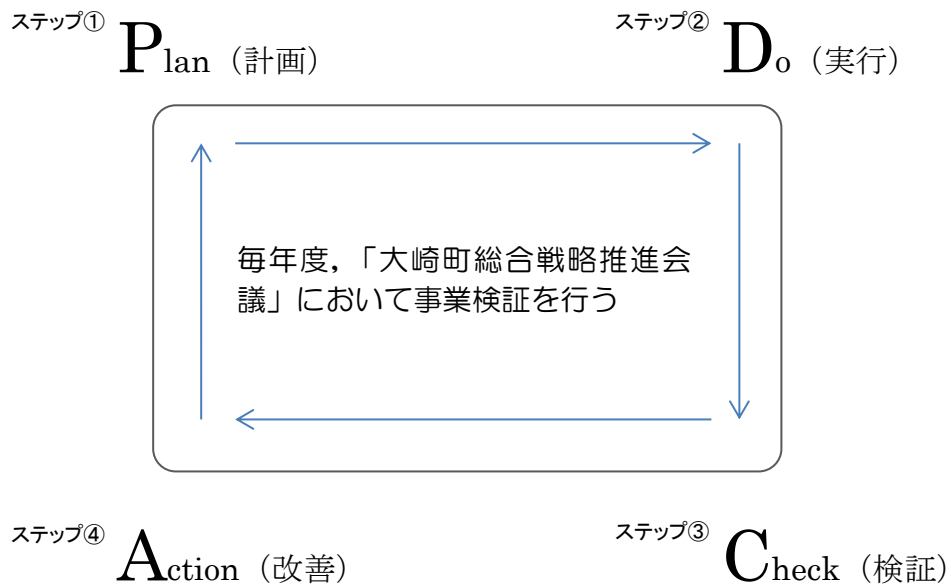 ステップ① Plan（計画）
ステップ② Do（実行）
毎年度，「大崎町総合戦略推進会
議」において事業検証を行う
ステップ④ Action（改善）
ステップ③ Check（検証）